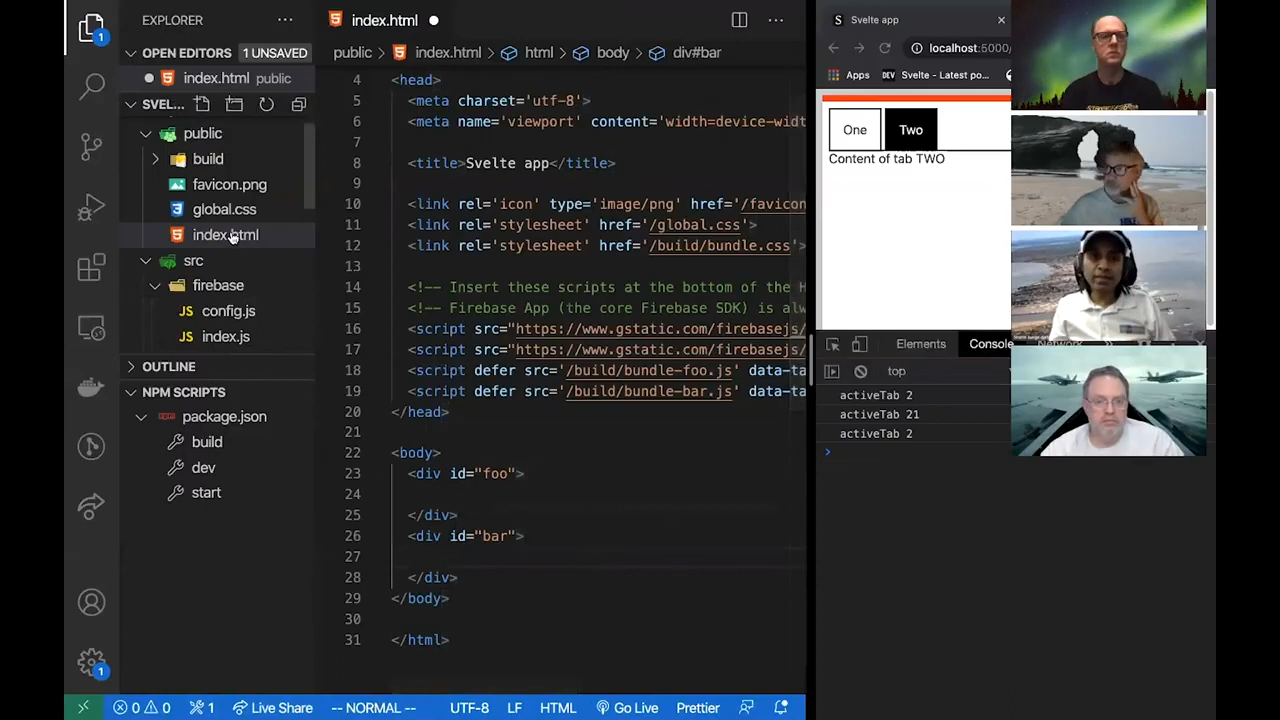 EXPLORER
OPEN EDITORS
1 UNSAVED
index.html public
SVEL...
public
build
favicon.png
global.css
index.html
src
firebase
JS config.js
JS index.js
OUTLINE
NPM SCRIPTS
package.json
build
dev
start
1
1
index.html
public > index.html > html > body > div#bar
4 <head>
5 <meta charset='utf-8'>
6 <meta name='viewport' content='width=device-widt
7
8 <title>Svelte app</title>
9
10 <link rel='icon' type='image/png' href='/favicon
11 <link rel='stylesheet' href='/global.css'>
12 <link rel='stylesheet' href='/build/bundle.css'>
13
14 <!-- Insert these scripts at the bottom of the H
15 <!-- Firebase App (the core Firebase SDK) is alw
16 <script src="https://www.gstatic.com/firebasejs/
17 <script src="https://www.gstatic.com/firebasejs/
18 <script defer src='/build/bundle-foo.js' data-ta
19 <script defer src='/build/bundle-bar.js' data-ta
20 </head>
21
22 <body>
23 <div id="foo">
24
25 </div>
26 <div id="bar">
27
28 </div>
29 </body>
30
31 </html>
0 0 1 Live Share -- NORMAL -- UTF-8 LF HTML Go Live Prettier
S Svelte app
localhost:5000/
Apps DEV Svelte - Latest po...
One Two
Content of tab TWO
Elements Console
top
activeTab 2
activeTab 21
activeTab 2